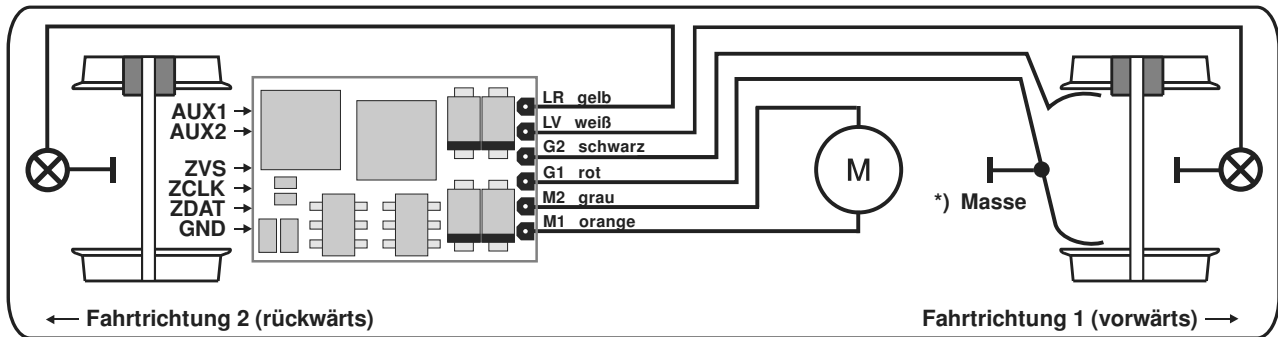 AUX1
AUX2
ZVS
ZCLK
ZDAT
GND
LR gelb
LV weiß
G2 schwarz
G1 rot
M2 grau
M1 orange
M
*) Masse
← Fahrtrichtung 2 (rückwärts)
Fahrtrichtung 1 (vorwärts) →